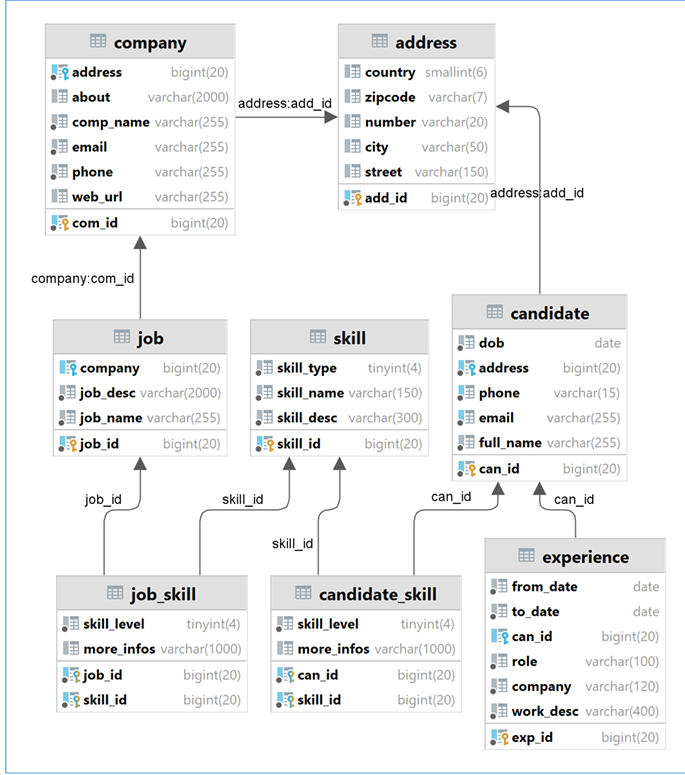 company
address bigint(20)
about varchar(2000)
comp_name varchar(255)
email varchar(255)
phone varchar(255)
web_url varchar(255)
com_id bigint(20)
address:add_id
address
country smallint(6)
zipcode varchar(7)
number varchar(20)
city varchar(50)
street varchar(150)
add_id bigint(20)
address:add_id
company:com_id
job
company bigint(20)
job_desc varchar(2000)
job_name varchar(255)
job_id bigint(20)
skill
skill_type tinyint(4)
skill_name varchar(150)
skill_desc varchar(300)
skill_id bigint(20)
candidate
dob date
address bigint(20)
phone varchar(15)
email varchar(255)
full_name varchar(255)
can_id bigint(20)
job_id
skill_id
skill_id
can_id
can_id
job_skill
skill_level tinyint(4)
more_infos varchar(1000)
job_id bigint(20)
skill_id bigint(20)
candidate_skill
skill_level tinyint(4)
more_infos varchar(1000)
can_id bigint(20)
skill_id bigint(20)
experience
from_date date
to_date date
can_id bigint(20)
role varchar(100)
company varchar(120)
work_desc varchar(400)
exp_id bigint(20)